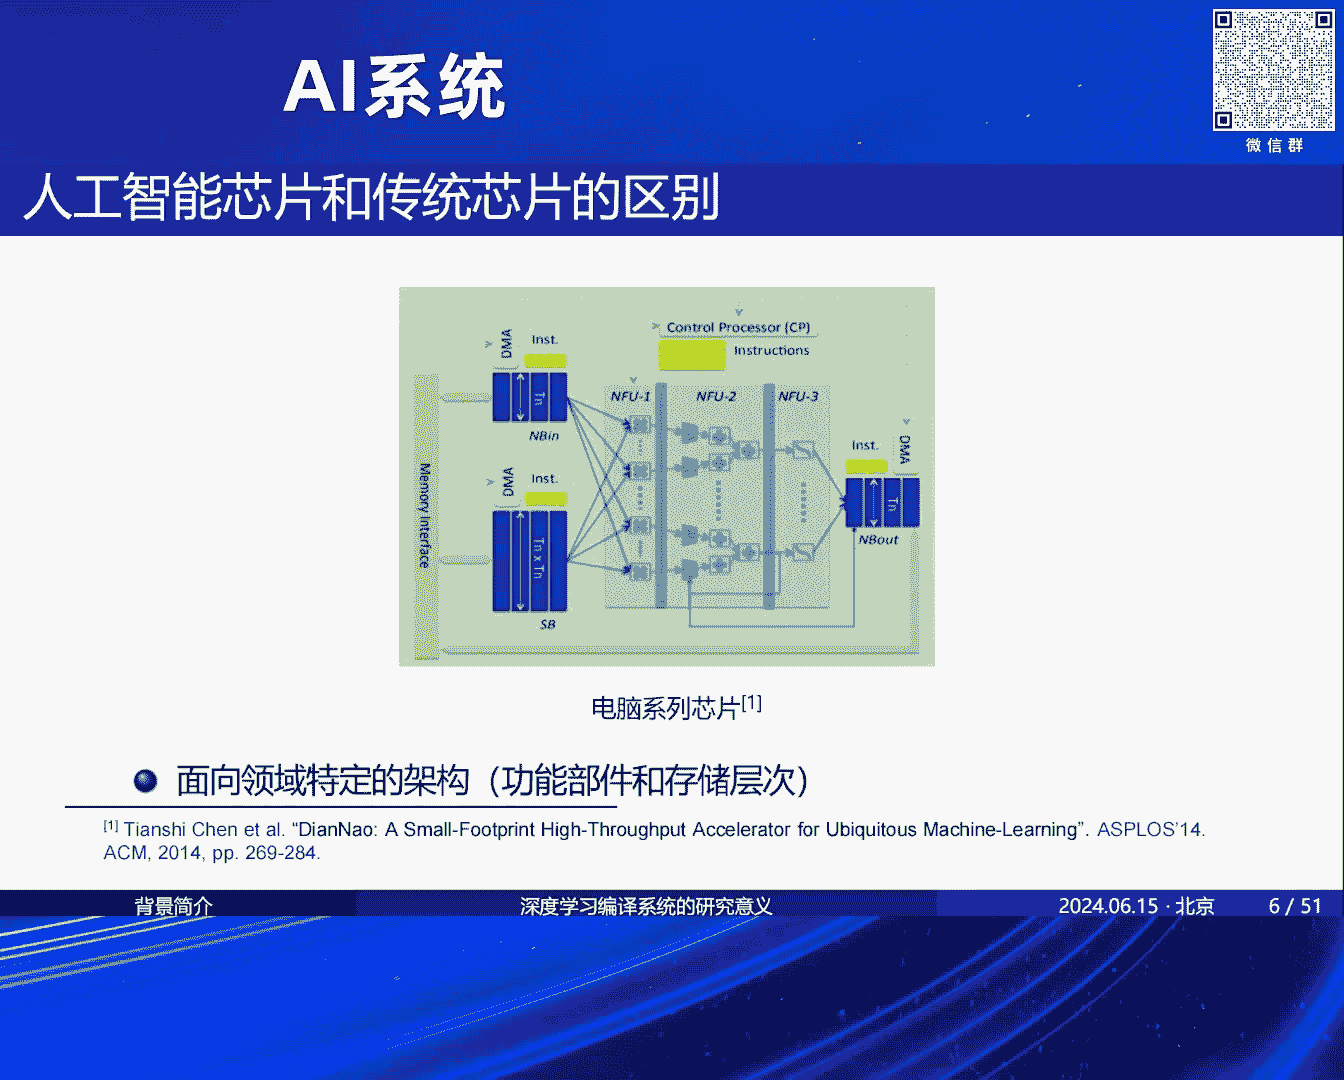 AI系统
微信群
人工智能芯片和传统芯片的区别
Control Processor (CP)
Instructions
DMA
Inst.
Tn
NBin
NFU-1
NFU-2
NFU-3
Memory Interface
DMA
Inst.
Tn x Tn
SB
Inst.
DMA
Tn
NBout
电脑系列芯片[1]
面向领域特定的架构（功能部件和存储层次）
[1] Tianshi Chen et al. “DianNao: A Small-Footprint High-Throughput Accelerator for Ubiquitous Machine-Learning”. ASPLOS’14.
ACM, 2014, pp. 269-284.
背景简介
深度学习编译系统的研究意义
2024.06.15 · 北京
6 / 51